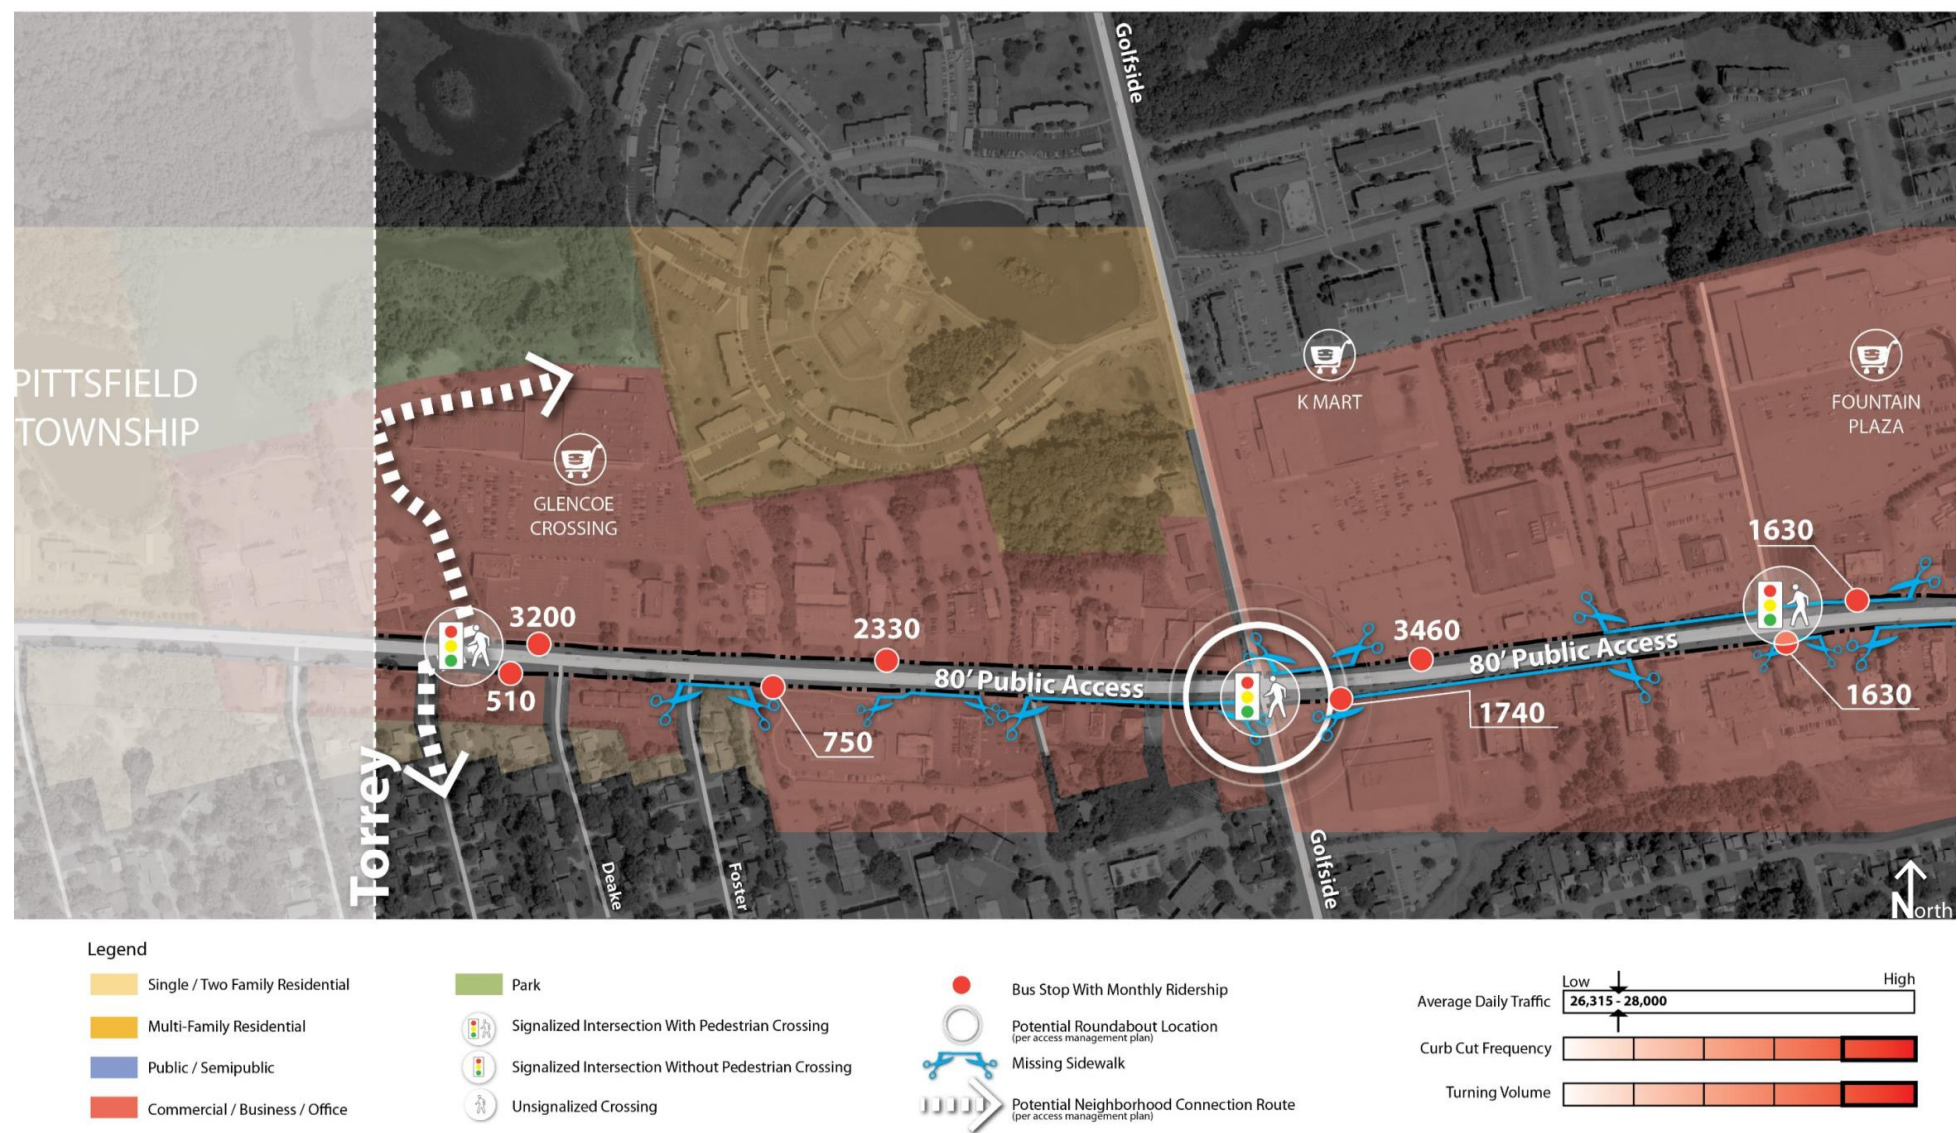 Golfside
PITTSFIELD
TOWNSHIP
K MART
FOUNTAIN
PLAZA
GLENCOE
CROSSING
1630
3200
2330
3460
80' Public Access
80' Public Access
510
750
1740
1630
Torrey
Deake
Foster
Golfside
North
Legend
Single / Two Family Residential
Multi-Family Residential
Public / Semipublic
Commercial / Business / Office
Park
Signalized Intersection With Pedestrian Crossing
Signalized Intersection Without Pedestrian Crossing
Unsignalized Crossing
Bus Stop With Monthly Ridership
Potential Roundabout Location
(per access management plan)
Missing Sidewalk
Potential Neighborhood Connection Route
(per access management plan)
Low
High
Average Daily Traffic
26,315 - 28,000
Curb Cut Frequency
Turning Volume